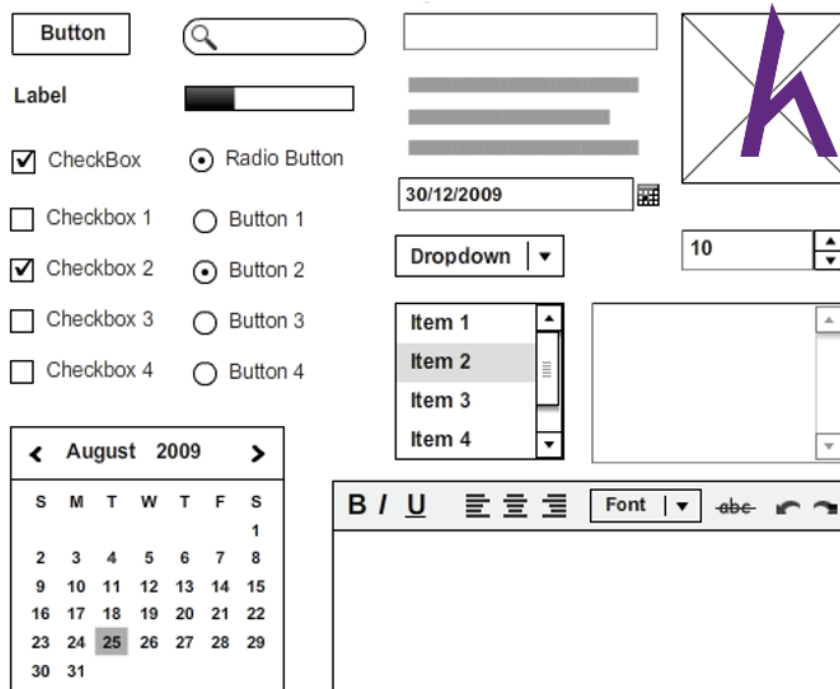 Button
Label
CheckBox
Radio Button
Checkbox 1
Button 1
Checkbox 2
Button 2
Checkbox 3
Button 3
Checkbox 4
Button 4
30/12/2009
Dropdown
10
Item 1
Item 2
Item 3
Item 4
August 2009
S M T W T F S
1
2 3 4 5 6 7 8
9 10 11 12 13 14 15
16 17 18 19 20 21 22
23 24 25 26 27 28 29
30 31
B I U Font abc